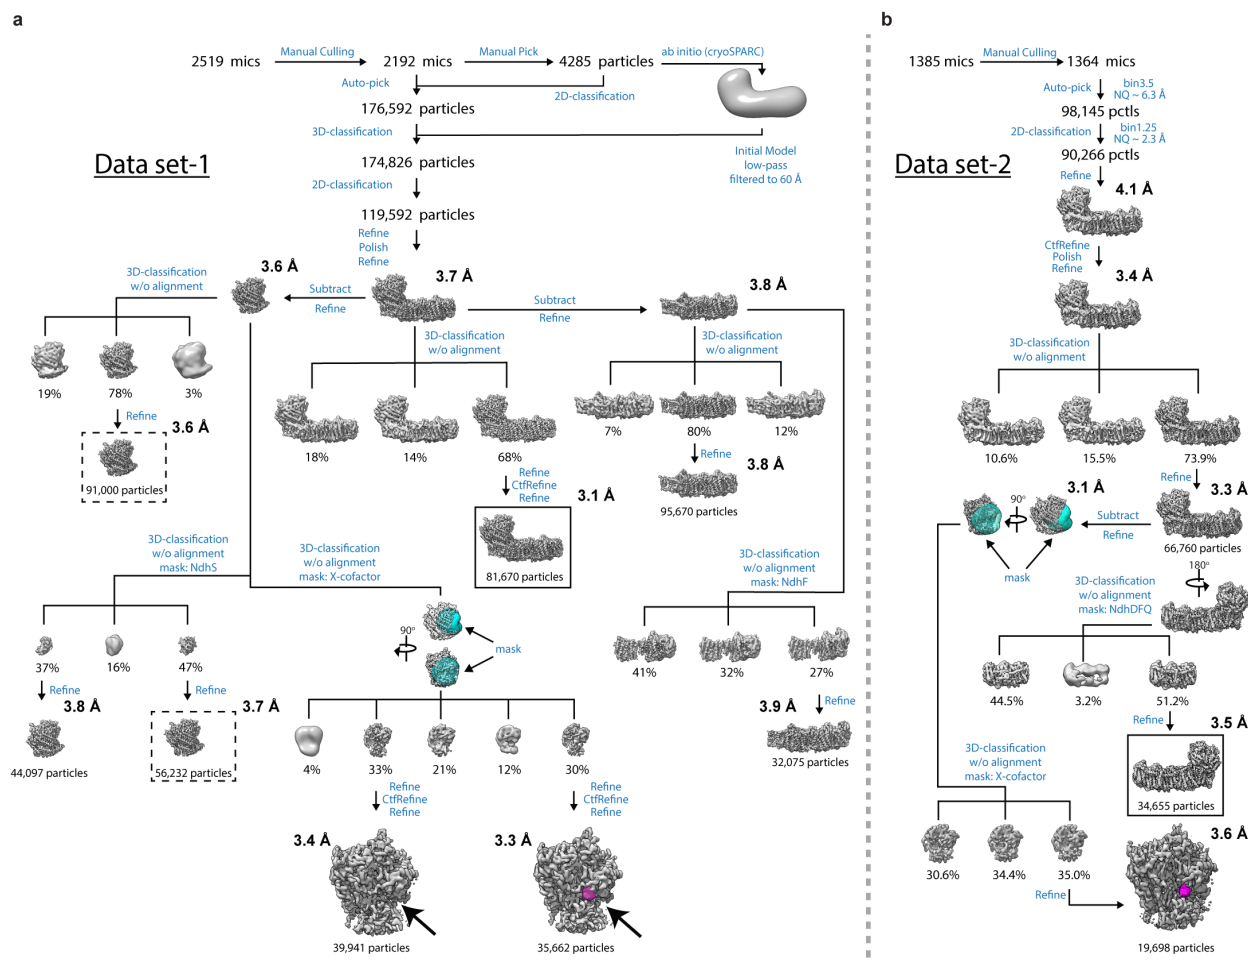 a
2519 mics
Manual Culling
2192 mics
Manual Pick
4285 particles
ab initio (cryoSPARC)
Auto-pick
2D-classification
176,592 particles
3D-classification
Initial Model
low-pass
filtered to 60 Å
Data set-1
174,826 particles
2D-classification
119,592 particles
Refine
Polish
Refine
3D-classification
w/o alignment
3.6 Å
Subtract
Refine
3.7 Å
Subtract
Refine
3.8 Å
19%
78%
3%
Refine
3.6 Å
91,000 particles
3D-classification
w/o alignment
18%
14%
68%
Refine
CtfRefine
Refine
3.1 Å
81,670 particles
3D-classification
w/o alignment
7%
80%
12%
Refine
3.8 Å
95,670 particles
3D-classification
w/o alignment
mask: NdhS
37%
16%
47%
Refine
3.8 Å
44,097 particles
Refine
3.7 Å
56,232 particles
3D-classification
w/o alignment
mask: X-cofactor
90°
mask
4%
33%
21%
12%
30%
Refine
CtfRefine
Refine
3.4 Å
39,941 particles
Refine
CtfRefine
Refine
3.3 Å
35,662 particles
3D-classification
w/o alignment
mask: NdhF
41%
32%
27%
Refine
3.9 Å
32,075 particles
b
1385 mics
Manual Culling
1364 mics
Auto-pick
bin3.5
NQ ~ 6.3 Å
98,145 pctls
2D-classification
bin1.25
NQ ~ 2.3 Å
90,266 pctls
Data set-2
Refine
4.1 Å
CtfRefine
Polish
Refine
3.4 Å
3D-classification
w/o alignment
10.6%
15.5%
73.9%
Refine
3.3 Å
66,760 particles
Subtract
Refine
3.1 Å
90°
mask
180°
3D-classification
w/o alignment
mask: NdhDFQ
44.5%
3.2%
51.2%
Refine
3.5 Å
34,655 particles
3D-classification
w/o alignment
mask: X-cofactor
30.6%
34.4%
35.0%
Refine
3.6 Å
19,698 particles